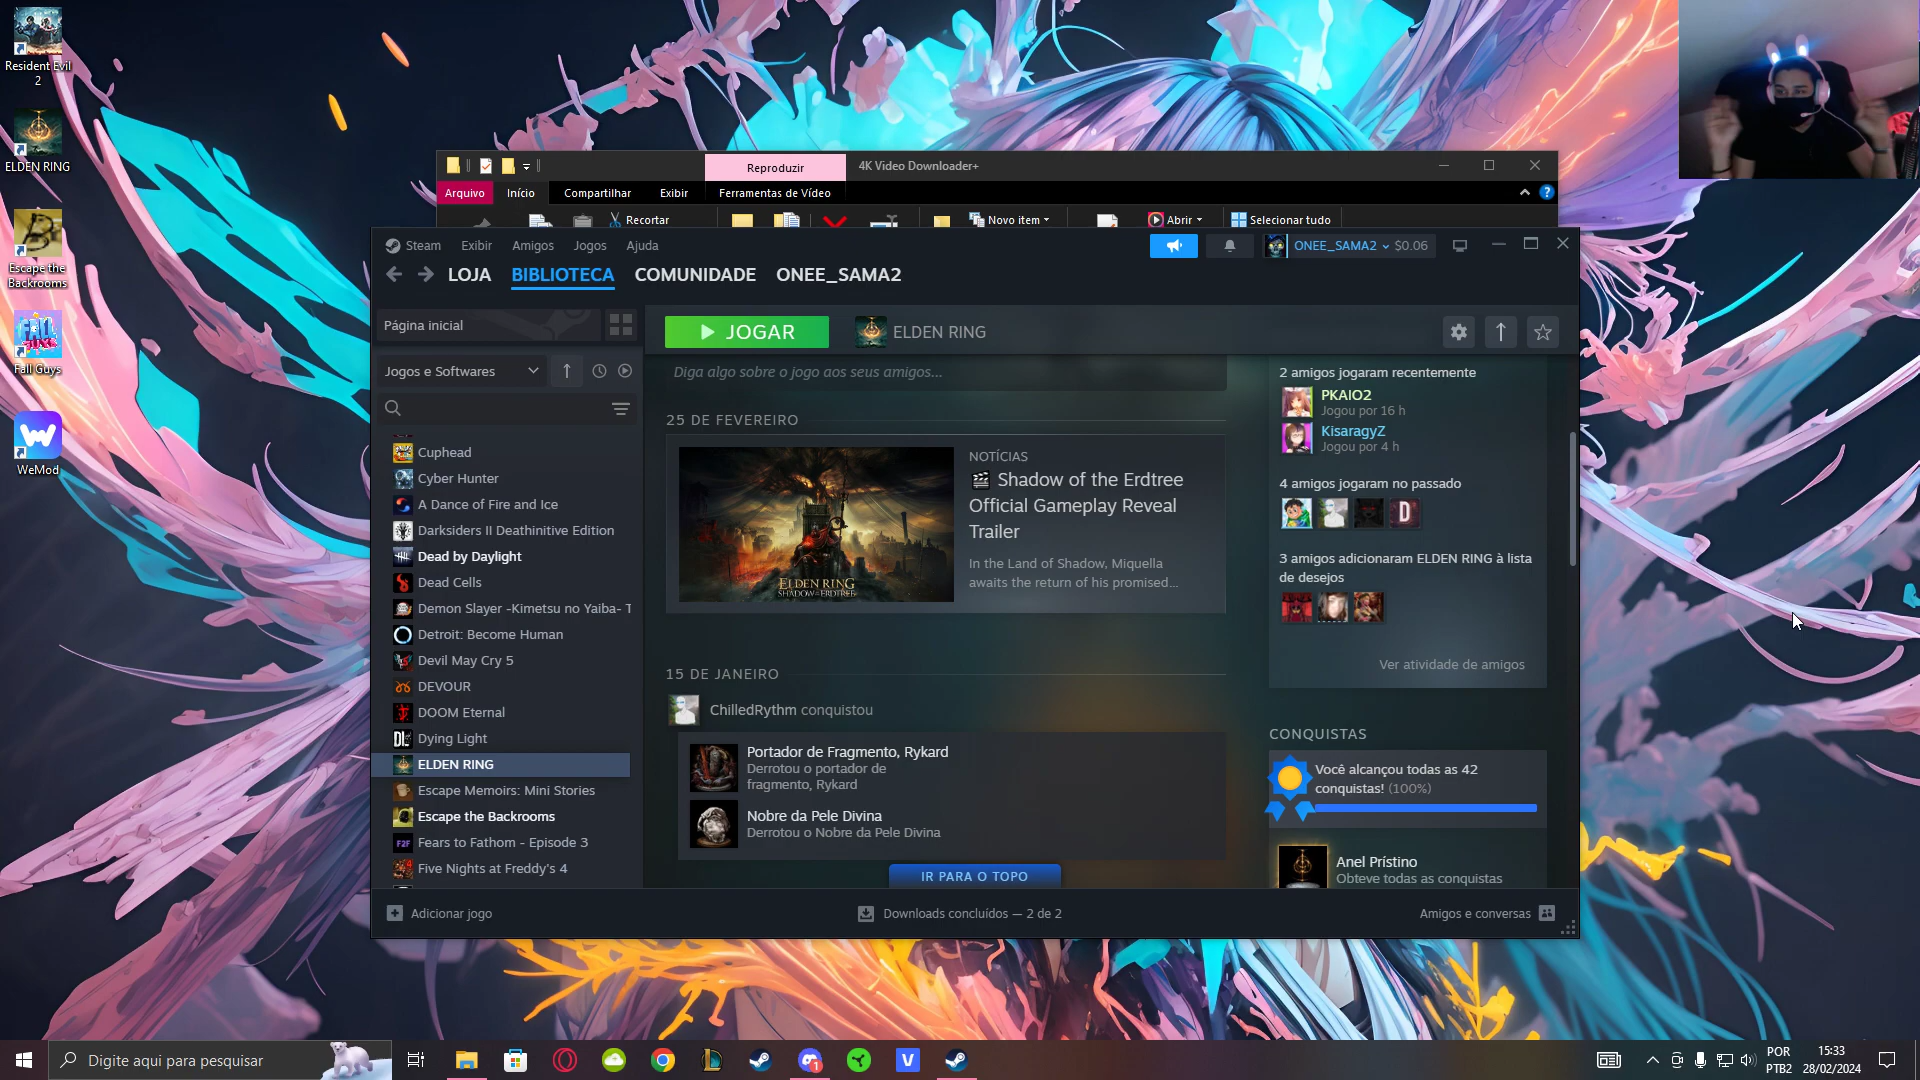 Resident Evil
2
ELDEN RING
Escape the
Backrooms
Fall Guys
WeMod
Reproduzir
4K Video Downloader+
Arquivo
Início
Compartilhar
Exibir
Ferramentas de Vídeo
Recortar
Novo item
Abrir
Selecionar tudo
Steam
Exibir
Amigos
Jogos
Ajuda
ONEE_SAMA2
$0.06
LOJA
BIBLIOTECA
COMUNIDADE
ONEE_SAMA2
Página inicial
Jogos e Softwares
Cuphead
Cyber Hunter
A Dance of Fire and Ice
Darksiders II Deathinitive Edition
Dead by Daylight
Dead Cells
Demon Slayer -Kimetsu no Yaiba- T
Detroit: Become Human
Devil May Cry 5
DEVOUR
DOOM Eternal
Dying Light
ELDEN RING
Escape Memoirs: Mini Stories
Escape the Backrooms
Fears to Fathom - Episode 3
Five Nights at Freddy's 4
JOGAR
ELDEN RING
Diga algo sobre o jogo aos seus amigos...
25 DE FEVEREIRO
ELDEN RING
SHADOW OF THE ERDTREE
NOTÍCIAS
Shadow of the Erdtree
Official Gameplay Reveal
Trailer
In the Land of Shadow, Miquella
awaits the return of his promised...
15 DE JANEIRO
ChilledRythm conquistou
Portador de Fragmento, Rykard
Derrotou o portador de
fragmento, Rykard
Nobre da Pele Divina
Derrotou o Nobre da Pele Divina
IR PARA O TOPO
2 amigos jogaram recentemente
PKAIO2
Jogou por 16 h
KisaragyZ
Jogou por 4 h
4 amigos jogaram no passado
D
3 amigos adicionaram ELDEN RING à lista
de desejos
Ver atividade de amigos
CONQUISTAS
Você alcançou todas as 42
conquistas! (100%)
Anel Prístino
Obteve todas as conquistas
Adicionar jogo
Downloads concluídos — 2 de 2
Amigos e conversas
Digite aqui para pesquisar
1
V
POR
PTB2
15:33
28/02/2024